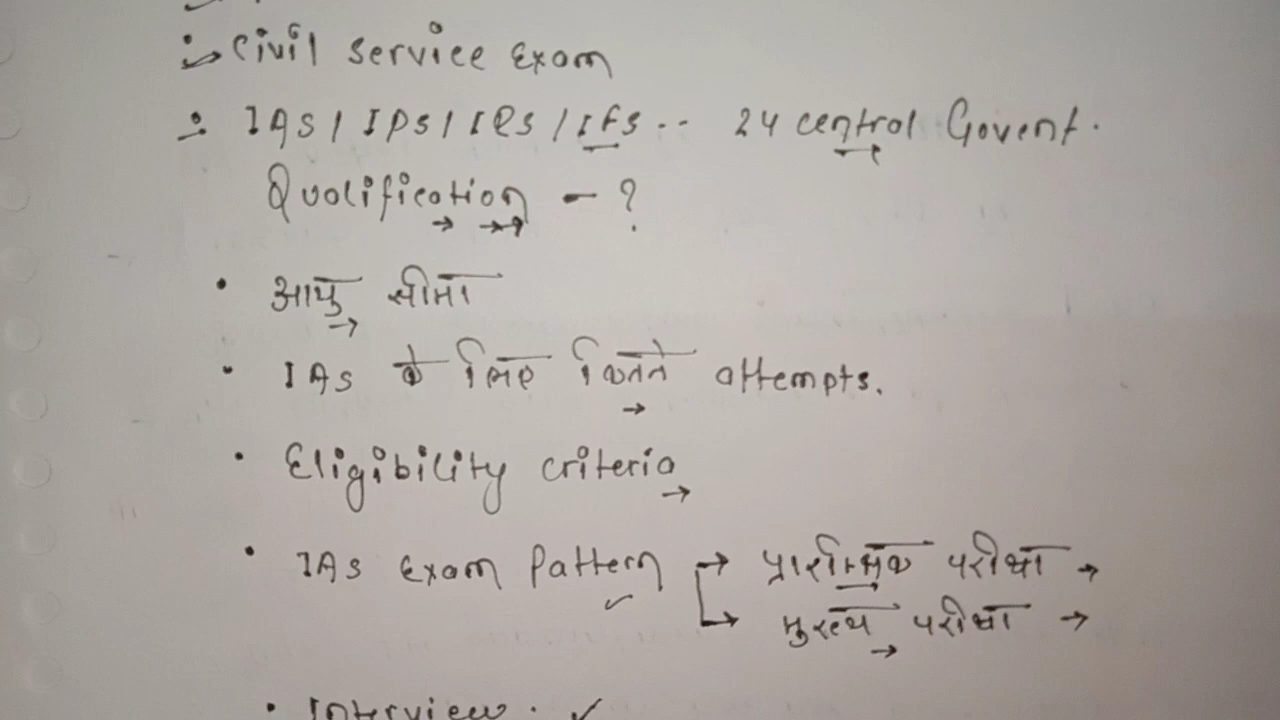 Civil Service Exam
IAS / IPS / IRS / IFS .. 24 central Govent.
Qualification - ?
• आयु सीमा
• IAS के लिए कितने attempts.
• Eligibility criteria
• IAS Exam Pattern → प्रारम्भिक परीक्षा →
→ मुख्य परीक्षा →
• Interview. ✓